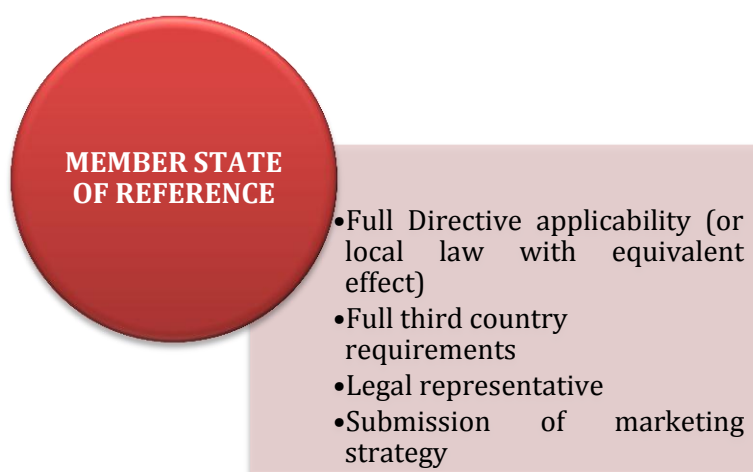 MEMBER STATE
OF REFERENCE
•Full Directive applicability (or
local law with equivalent
effect)
•Full third country
requirements
•Legal representative
•Submission of marketing
strategy